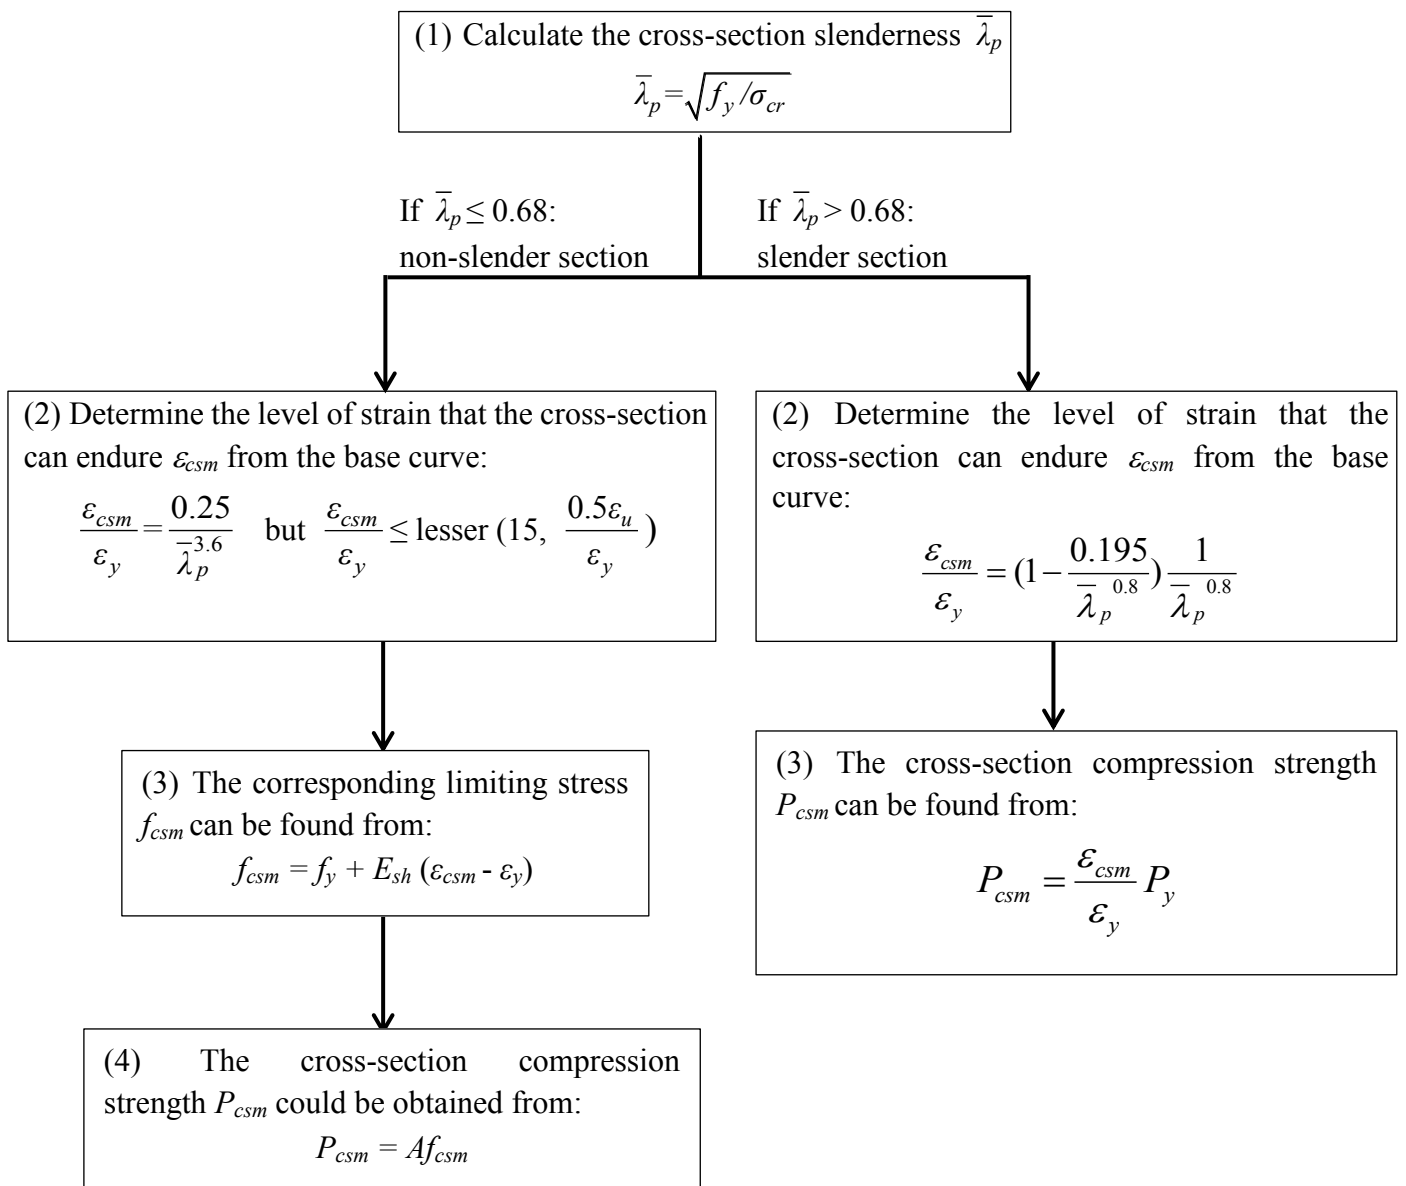 (1) Calculate the cross-section slenderness λ̅p
λ̅p=√fy/σcr
If λ̅p ≤ 0.68:
non-slender section
If λ̅p > 0.68:
slender section
(2) Determine the level of strain that the cross-section
can endure εcsm from the base curve:
εcsm/εy = 0.25/λ̅p^3.6 but εcsm/εy ≤ lesser (15, 0.5εu/εy )
(2) Determine the level of strain that the
cross-section can endure εcsm from the base
curve:
εcsm/εy = (1 − 0.195/λ̅p^0.8) 1/λ̅p^0.8
(3) The corresponding limiting stress
fcsm can be found from:
fcsm = fy + Esh (εcsm - εy)
(3) The cross-section compression strength
Pcsm can be found from:
Pcsm = εcsm/εy Py
(4) The cross-section compression
strength Pcsm could be obtained from:
Pcsm = Afcsm